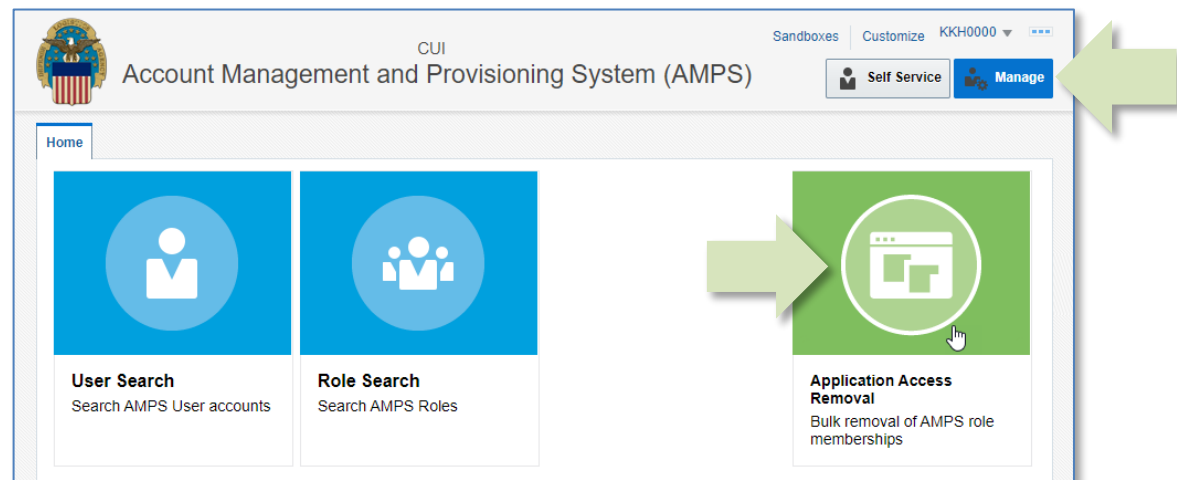 CUI
Account Management and Provisioning System (AMPS)
Sandboxes Customize KKH0000
Self Service Manage
Home
User Search
Search AMPS User accounts
Role Search
Search AMPS Roles
Application Access
Removal
Bulk removal of AMPS role
memberships